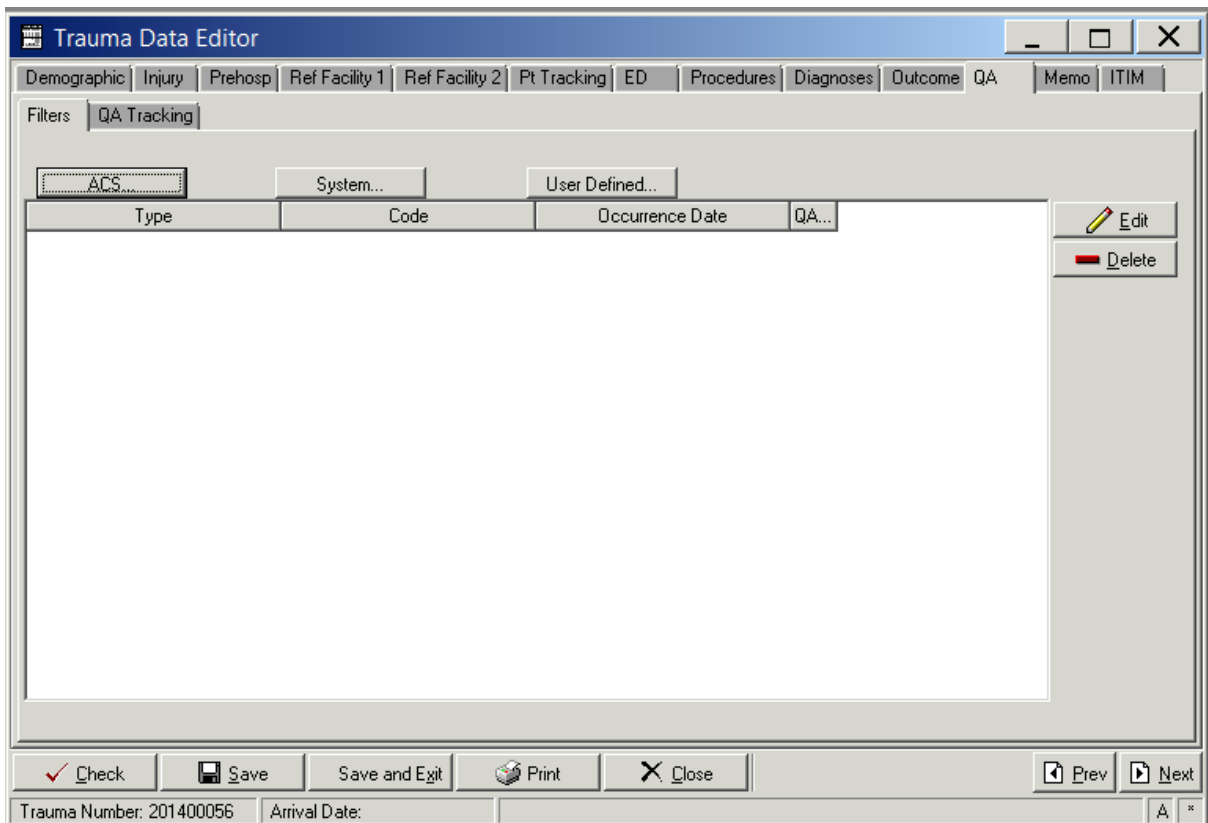 Trauma Data Editor
Demographic Injury Prehosp Ref Facility 1 Ref Facility 2 Pt Tracking ED Procedures Diagnoses Outcome QA Memo ITIM
Filters QA Tracking
ACS... System... User Defined...
Type Code Occurrence Date QA...
Edit
Delete
Check Save Save and Exit Print Close Prev Next
Trauma Number: 201400056 Arrival Date: A *